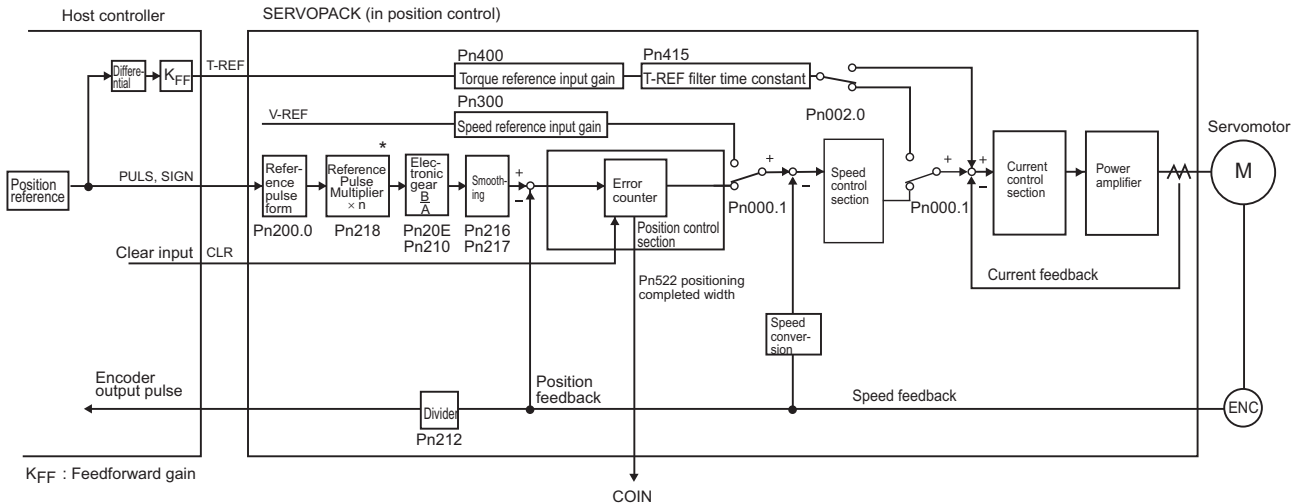 Host controller
SERVOPACK (in position control)
Differe-
ntial
KFF
T-REF
Pn400
Torque reference input gain
Pn415
T-REF filter time constant
Pn002.0
Pn300
V-REF
Speed reference input gain
Servomotor
M
Position
reference
PULS, SIGN
Refer-
ence
pulse
form
Pn200.0
*
Reference
Pulse
Multiplier
× n
Pn218
Elec-
tronic
gear
B
A
Pn20E
Pn210
Smooth-
ing
Pn216
Pn217
+
−
Error
counter
Position control
section
Pn000.1
+
−
Speed
control
section
Pn000.1
+
+
−
Current
control
section
Power
amplifier
Clear input
CLR
Pn522 positioning
completed width
Current feedback
Speed
conver-
sion
Encoder
output pulse
Divider
Pn212
Position
feedback
Speed feedback
ENC
KFF : Feedforward gain
COIN